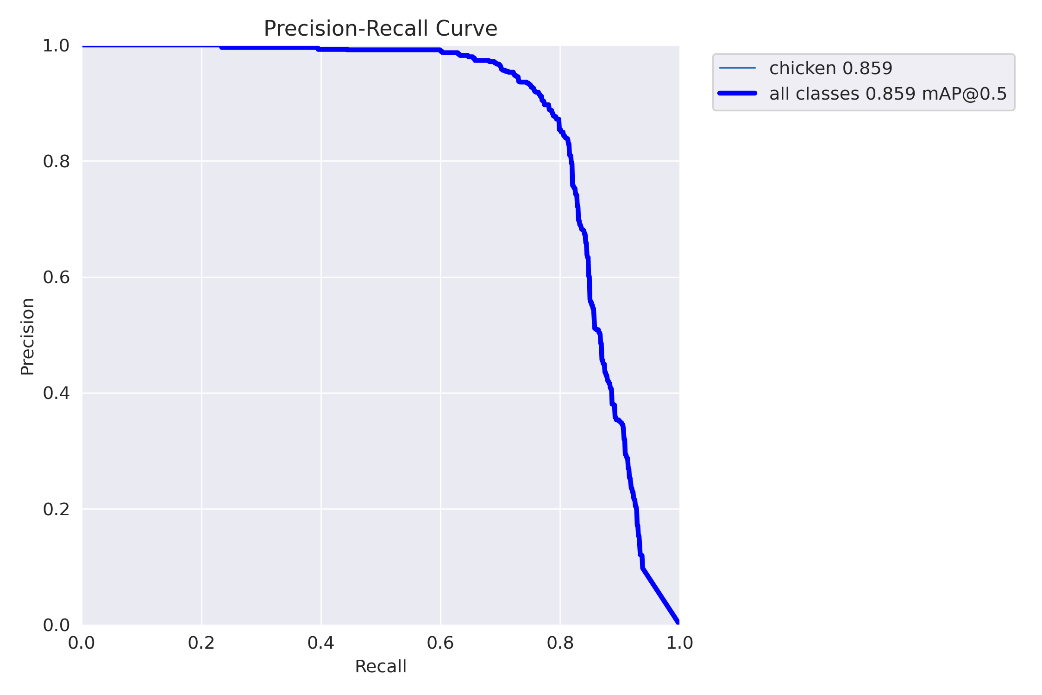 Precision-Recall Curve
chicken 0.859
all classes 0.859 mAP@0.5
1.0
0.8
0.6
0.4
0.2
0.0
Precision
0.0 0.2 0.4 0.6 0.8 1.0
Recall